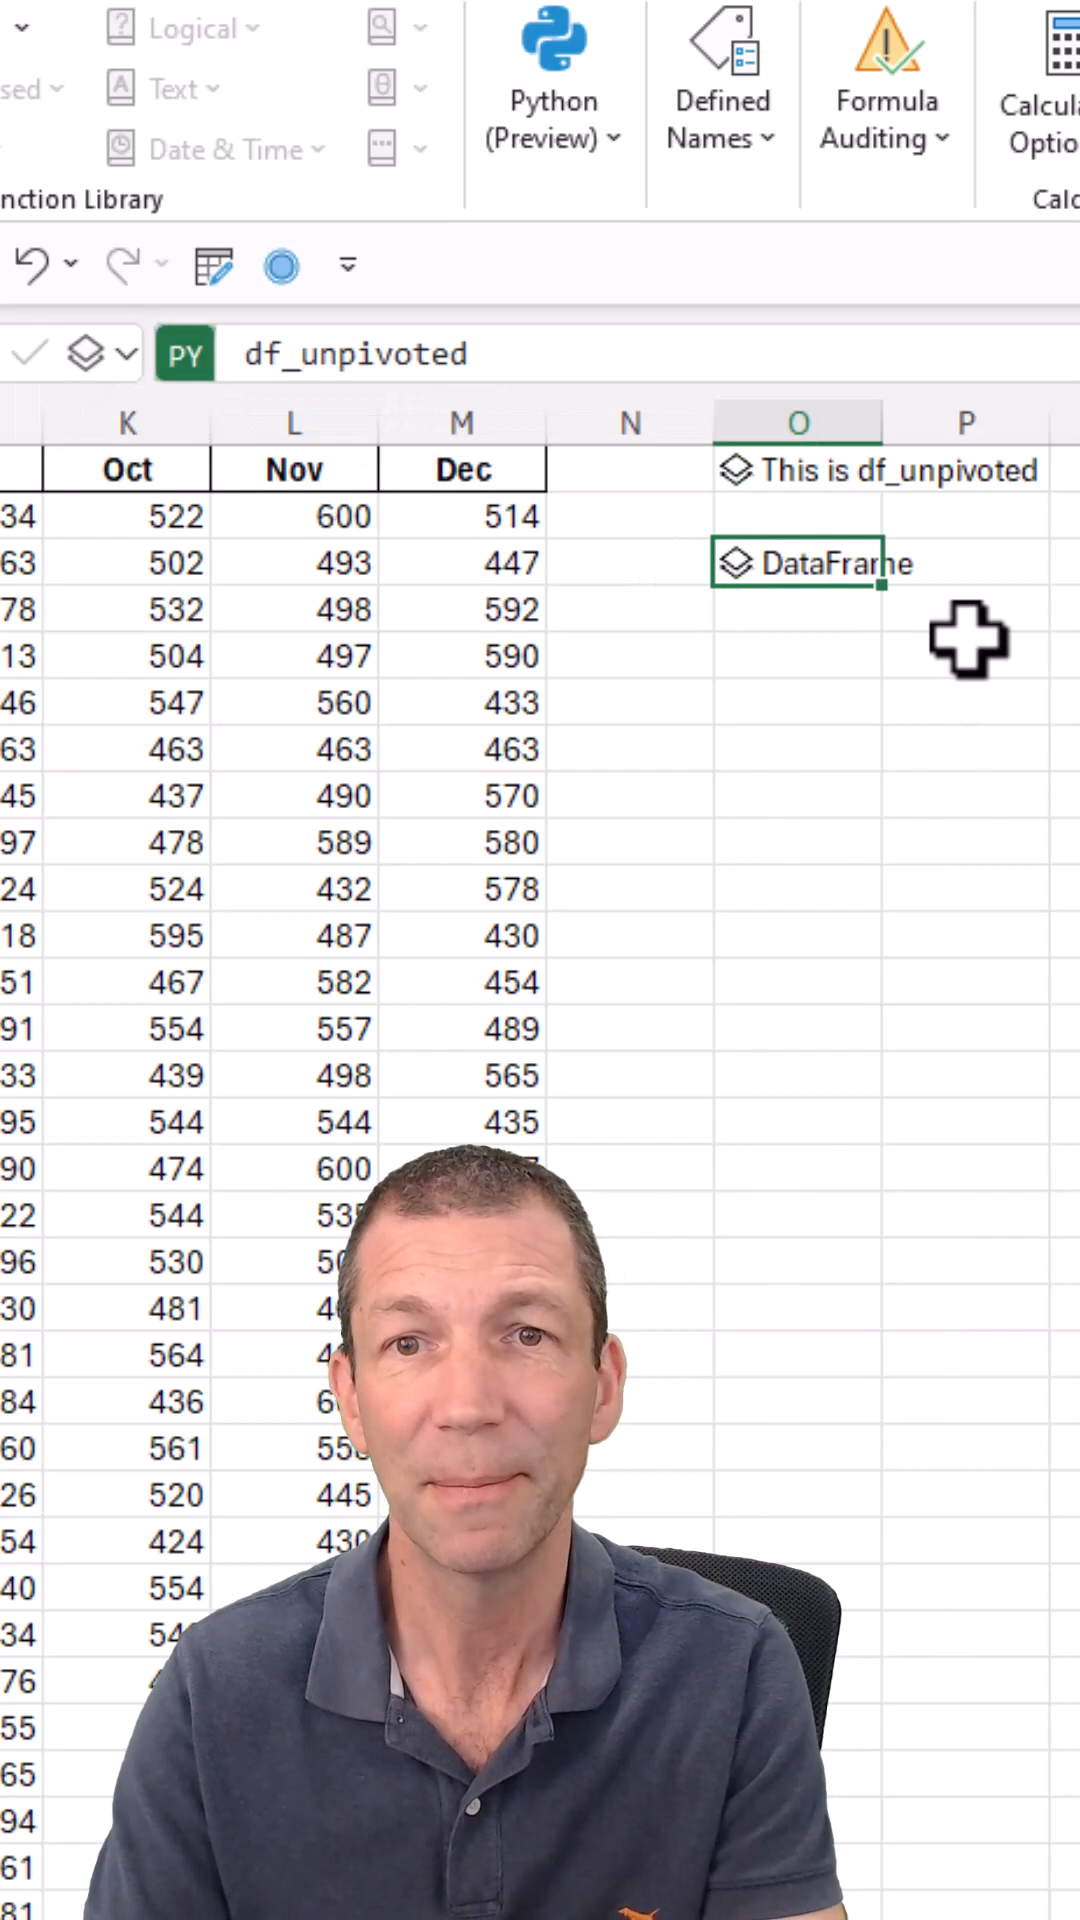 Logical
sed
Text
Date & Time
nction Library
Python
(Preview)
Defined
Names
Formula
Auditing
Calcula
Optio
Calc
PY df_unpivoted
K L M N O P
Oct Nov Dec This is df_unpivoted
34 522 600 514
63 502 493 447 DataFrame
78 532 498 592
13 504 497 590
46 547 560 433
63 463 463 463
45 437 490 570
97 478 589 580
24 524 432 578
18 595 487 430
51 467 582 454
91 554 557 489
33 439 498 565
95 544 544 435
90 474 600
22 544 535
96 530
30 481
81 564
84 436
60 561
26 520 445
54 424 430
40 554
34
76
55
65
94
61
81